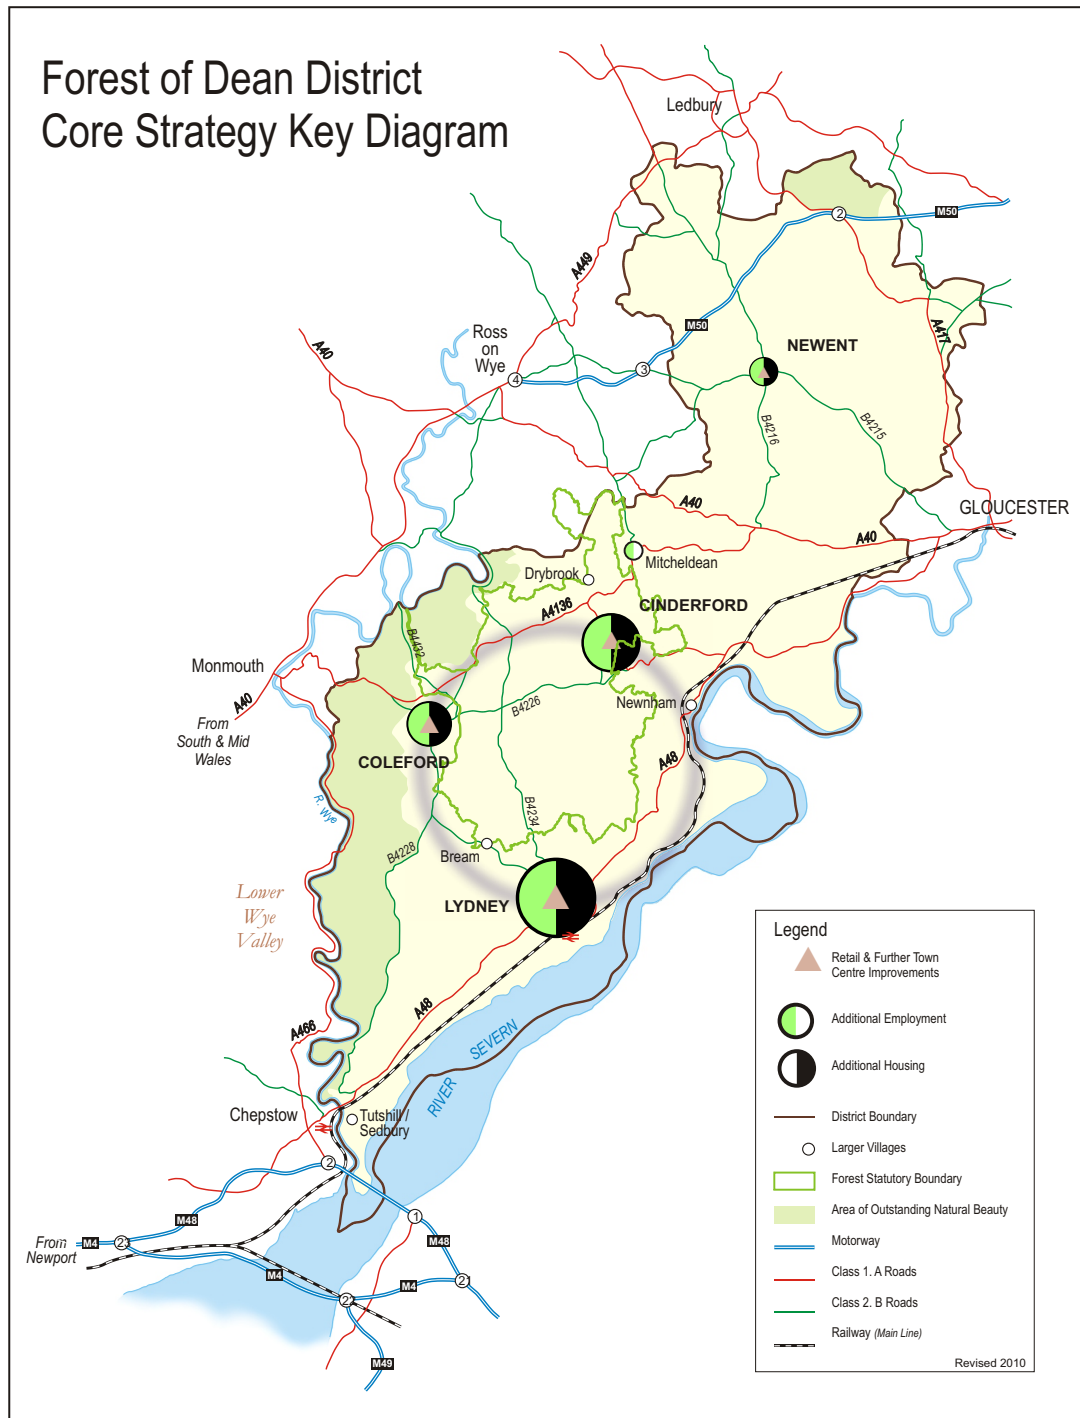 Forest of Dean District
Core Strategy Key Diagram
Ledbury
2
M50
A449
M50
A417
Ross
on
Wye
A40
NEWENT
3
4
B4216
B4215
A40
GLOUCESTER
A40
Mitcheldean
Drybrook
CINDERFORD
A4136
B4432
Monmouth
A40
From
South & Mid
Wales
B4226
Newnham
COLEFORD
A48
R. Wye
B4234
B4228
Bream
LYDNEY
Lower
Wye
Valley
A48
A466
RIVER SEVERN
Chepstow
Tutshill /
Sedbury
2
1
M48
From
Newport
M4
23
M48
M4
M4
21
22
M49
Legend
Retail & Further Town
Centre Improvements
Additional Employment
Additional Housing
District Boundary
Larger Villages
Forest Statutory Boundary
Area of Outstanding Natural Beauty
Motorway
Class 1. A Roads
Class 2. B Roads
Railway (Main Line)
Revised 2010